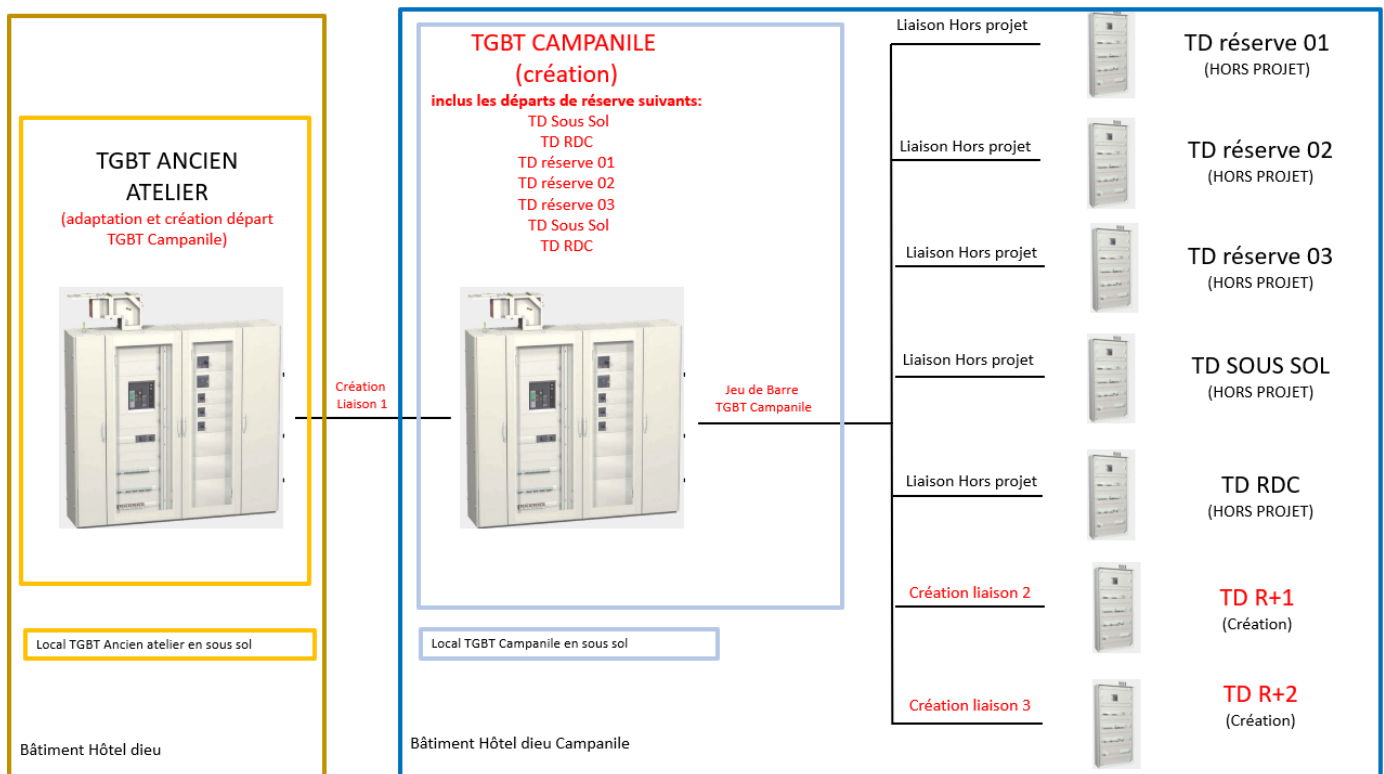 TGBT ANCIEN
ATELIER
(adaptation et création départ
TGBT Campanile)
Création
Liaison 1
Local TGBT Ancien atelier en sous sol
Bâtiment Hôtel dieu
TGBT CAMPANILE
(création)
inclus les départs de réserve suivants:
TD Sous Sol
TD RDC
TD réserve 01
TD réserve 02
TD réserve 03
TD Sous Sol
TD RDC
Jeu de Barre
TGBT Campanile
Local TGBT Campanile en sous sol
Bâtiment Hôtel dieu Campanile
Liaison Hors projet
TD réserve 01
(HORS PROJET)
Liaison Hors projet
TD réserve 02
(HORS PROJET)
Liaison Hors projet
TD réserve 03
(HORS PROJET)
Liaison Hors projet
TD SOUS SOL
(HORS PROJET)
Liaison Hors projet
TD RDC
(HORS PROJET)
Création liaison 2
TD R+1
(Création)
Création liaison 3
TD R+2
(Création)